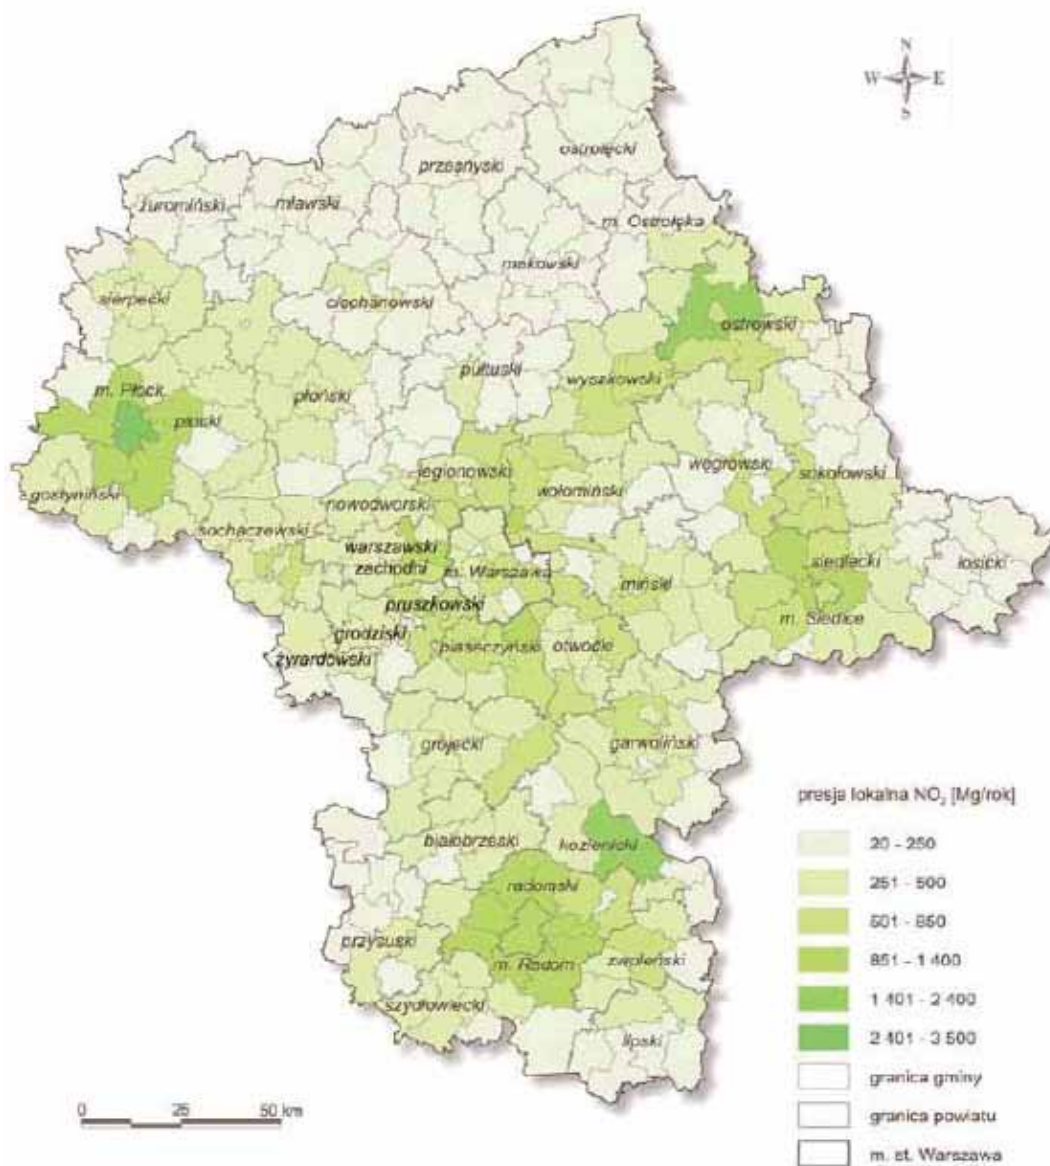 N
W E
S
ostrołęcki
przasnyski
żuromiński
mławski
m. Ostrołęka
makowski
sierpecki
ciechanowski
ostrowski
pułtuski
wyszkowski
m. Płock
płoński
płocki
legionowski
węgrowski
gostyniński
wołomiński
sokołowski
nowodworski
sochaczewski
warszawski
zachodni
m. Warszawa
siedlecki
łosicki
miński
pruszkowski
m. Siedlce
grodziski
piaseczyński
otwocki
żyrardowski
grójecki
garwoliński
presja lokalna NO₂ [Mg/rok]
białobrzeski
kozienicki
20 - 250
radomski
251 - 500
501 - 850
przysuski
zwoleński
m. Radom
851 - 1 400
szydłowiecki
1 401 - 2 400
lipski
2 401 - 3 500
granica gminy
0 25 50 km
granica powiatu
m. st. Warszawa